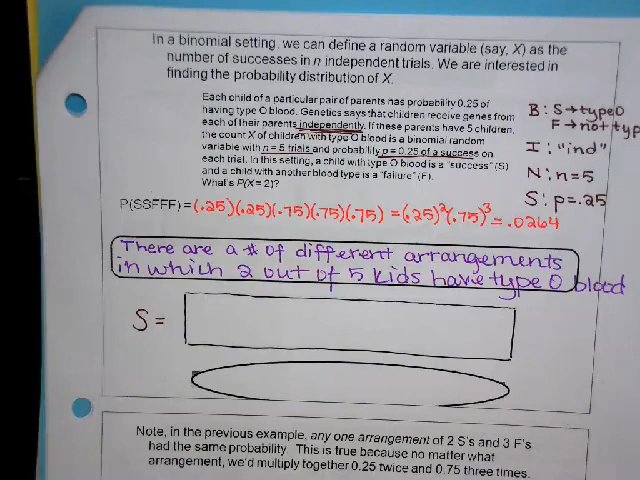 In a binomial setting, we can define a random variable (say, X) as the
number of successes in n independent trials. We are interested in
finding the probability distribution of X.
Each child of a particular pair of parents has probability 0.25 of
having type O blood. Genetics says that children receive genes from
each of their parents independently. If these parents have 5 children,
the count X of children with type O blood is a binomial random
variable with n = 5 trials and probability p = 0.25 of a success on
each trial. In this setting, a child with type O blood is a "success" (S)
and a child with another blood type is a "failure" (F).
What's P(X = 2)?
B: S→type O
F→not typ
I: "ind"
N: n=5
S: p=.25
P(SSFFF) = (.25)(.25)(.75)(.75)(.75) = (.25)²(.75)³ = .0264
There are a # of different arrangements
in which 2 out of 5 kids have type O blood
S =
Note, in the previous example, any one arrangement of 2 S's and 3 F's
had the same probability. This is true because no matter what
arrangement, we'd multiply together 0.25 twice and 0.75 three times.